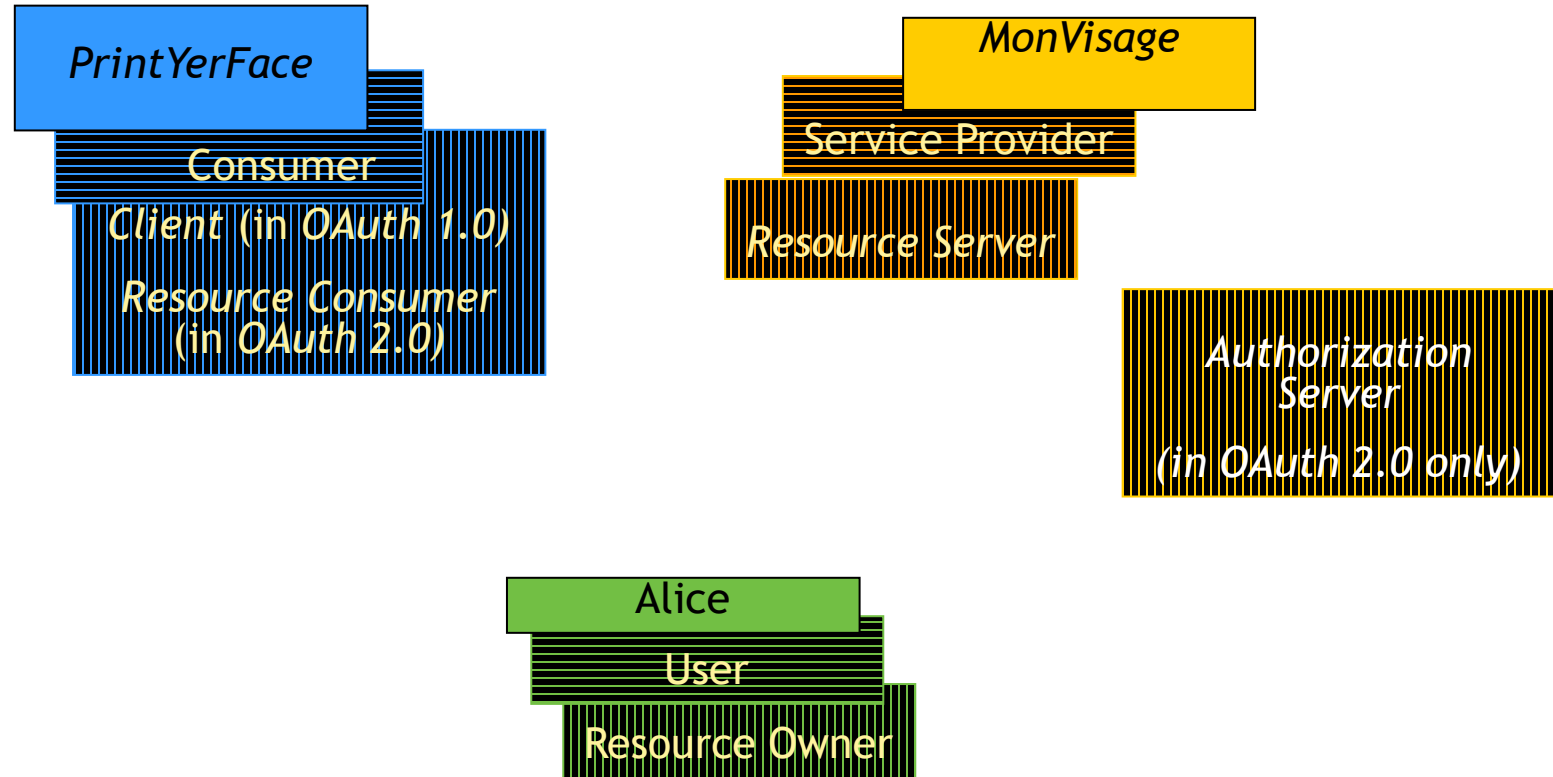 PrintYerFace
Consumer
Client (in OAuth 1.0)
Resource Consumer
(in OAuth 2.0)
MonVisage
Service Provider
Resource Server
Authorization
Server
(in OAuth 2.0 only)
Alice
User
Resource Owner